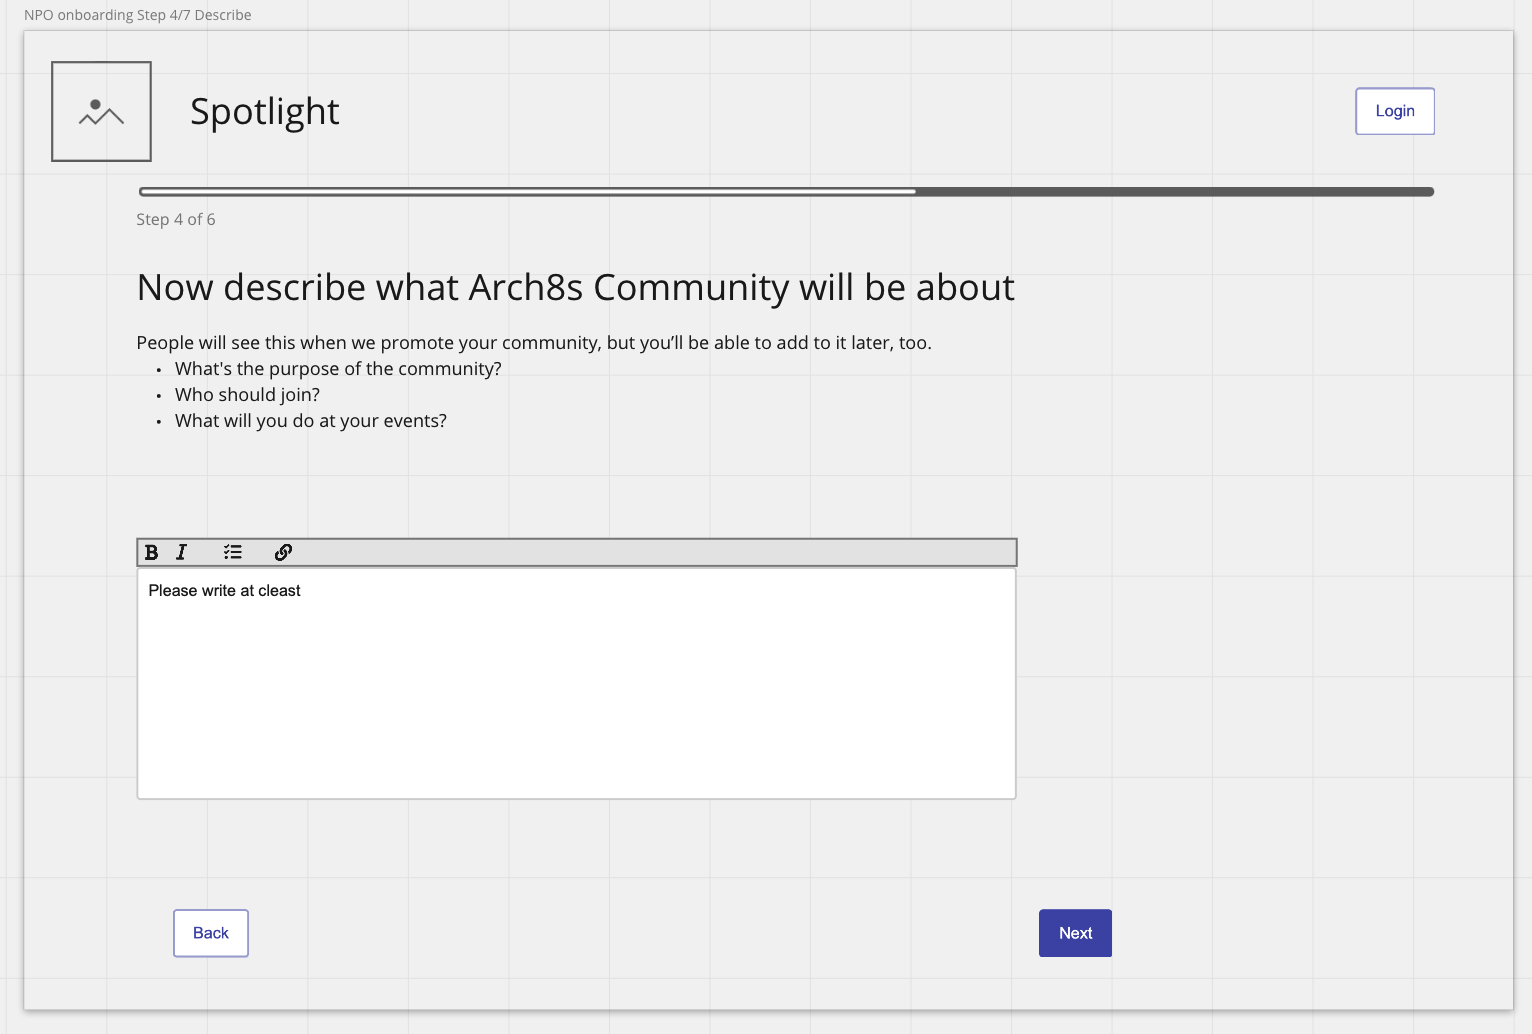 NPO onboarding Step 4/7 Describe
Spotlight
Login
Step 4 of 6
Now describe what Arch8s Community will be about
People will see this when we promote your community, but you’ll be able to add to it later, too.
• What's the purpose of the community?
• Who should join?
• What will you do at your events?
B I
Please write at cleast
Back
Next